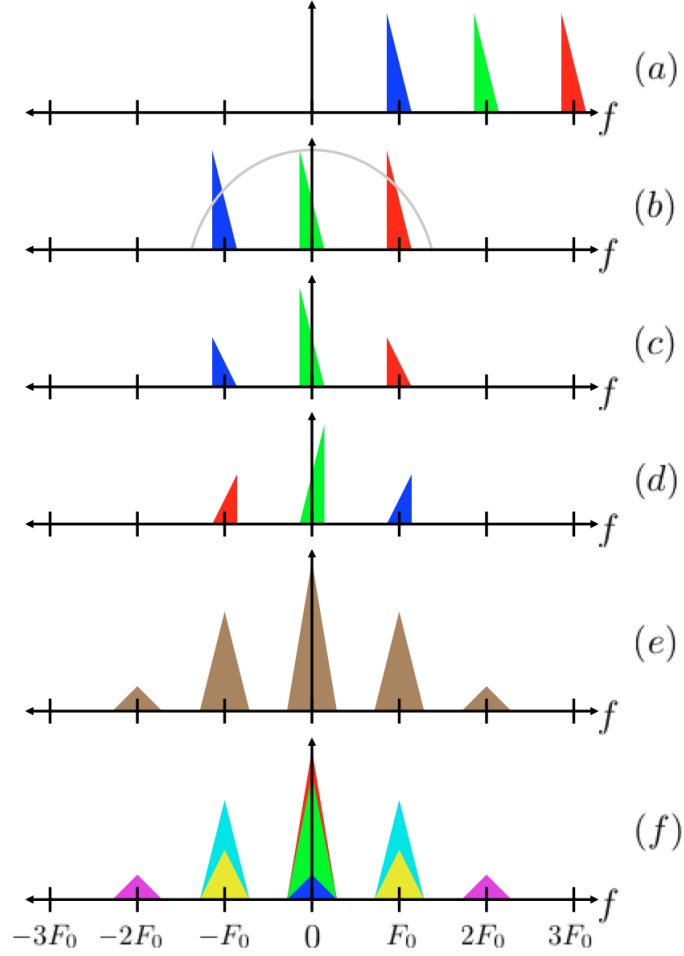 (a)
f
(b)
f
(c)
f
(d)
f
(e)
f
(f)
f
−3F₀ −2F₀ −F₀ 0 F₀ 2F₀ 3F₀